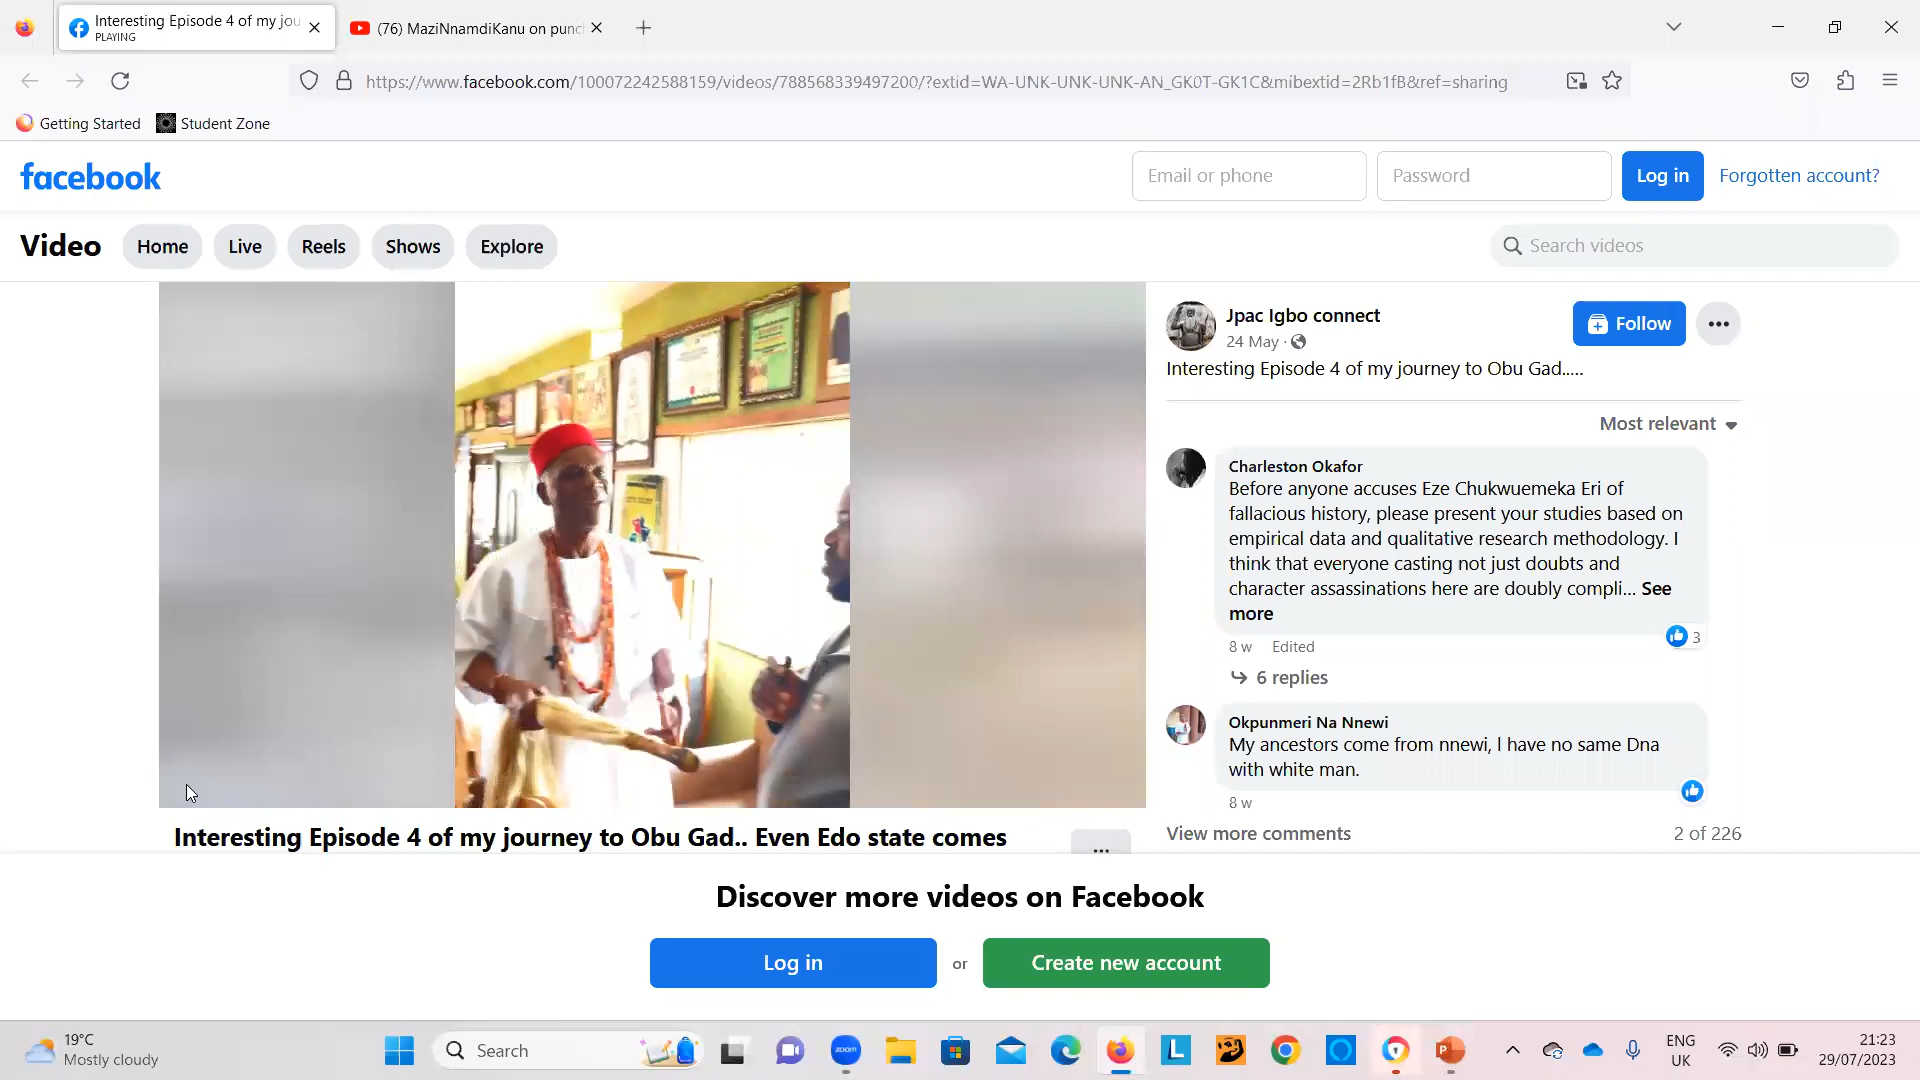 Interesting Episode 4 of my jou
PLAYING
(76) MaziNnamdiKanu on punc
https://www.facebook.com/100072242588159/videos/788568339497200/?extid=WA-UNK-UNK-UNK-AN_GK0T-GK1C&mibextid=2Rb1fB&ref=sharing
Getting Started
Student Zone
facebook
Email or phone
Password
Log in
Forgotten account?
Video
Home
Live
Reels
Shows
Explore
Search videos
Jpac Igbo connect
24 May ·
Follow
Interesting Episode 4 of my journey to Obu Gad.....
Most relevant
Charleston Okafor
Before anyone accuses Eze Chukwuemeka Eri of
fallacious history, please present your studies based on
empirical data and qualitative research methodology. I
think that everyone casting not just doubts and
character assassinations here are doubly compli... See
more
3
8 w Edited
6 replies
Okpunmeri Na Nnewi
My ancestors come from nnewi, I have no same Dna
with white man.
8 w
View more comments
2 of 226
Interesting Episode 4 of my journey to Obu Gad.. Even Edo state comes
Discover more videos on Facebook
Log in
or
Create new account
19°C
Mostly cloudy
Search
zoom
L
P
ENG
UK
21:23
29/07/2023